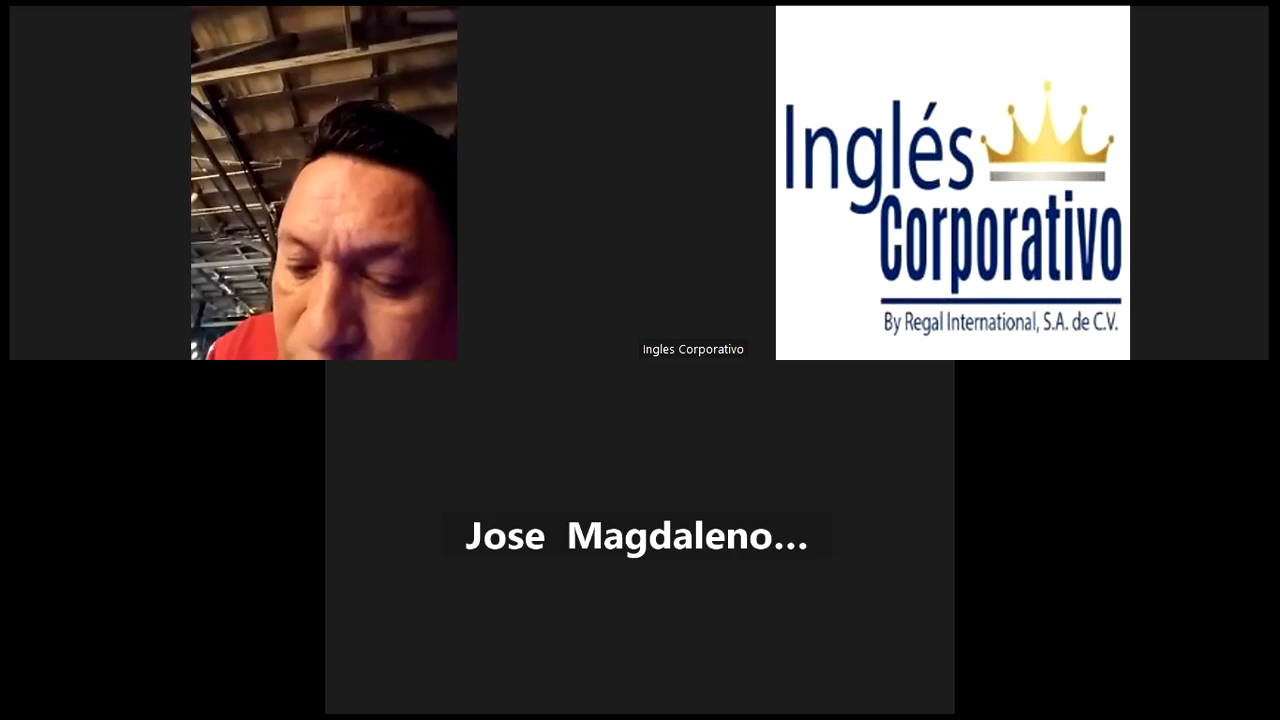 Inglés
Corporativo
By Regal International, S.A. de C.V.
Ingles Corporativo
Jose Magdaleno...